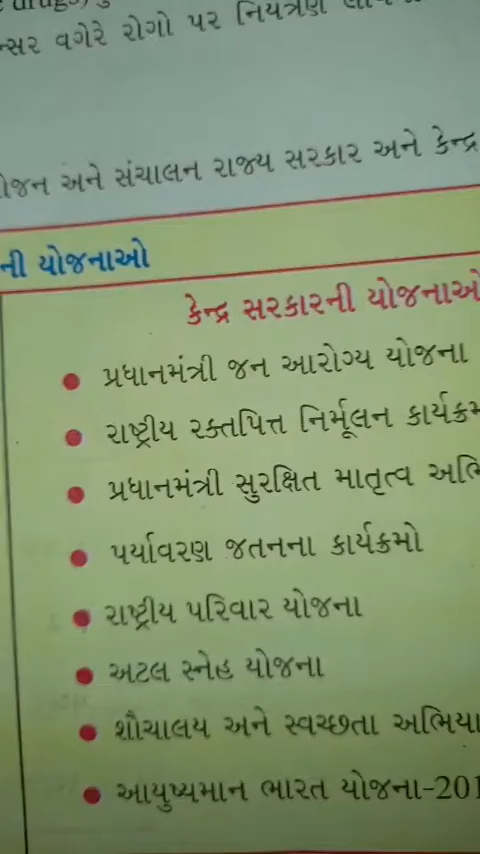 ન્સર વગેરે રોગો પર નિયંત્રણ
યોજન અને સંચાલન રાજ્ય સરકાર અને કેન્દ્ર
ની યોજનાઓ
કેન્દ્ર સરકારની યોજનાઓ
• પ્રધાનમંત્રી જન આરોગ્ય યોજના
• રાષ્ટ્રીય રક્તપિત્ત નિર્મૂલન કાર્યક્રમ
• પ્રધાનમંત્રી સુરક્ષિત માતૃત્વ અભિ
• પર્યાવરણ જતનના કાર્યક્રમો
• રાષ્ટ્રીય પરિવાર યોજના
• અટલ સ્નેહ યોજના
• શૌચાલય અને સ્વચ્છતા અભિયા
• આયુષ્યમાન ભારત યોજના-201